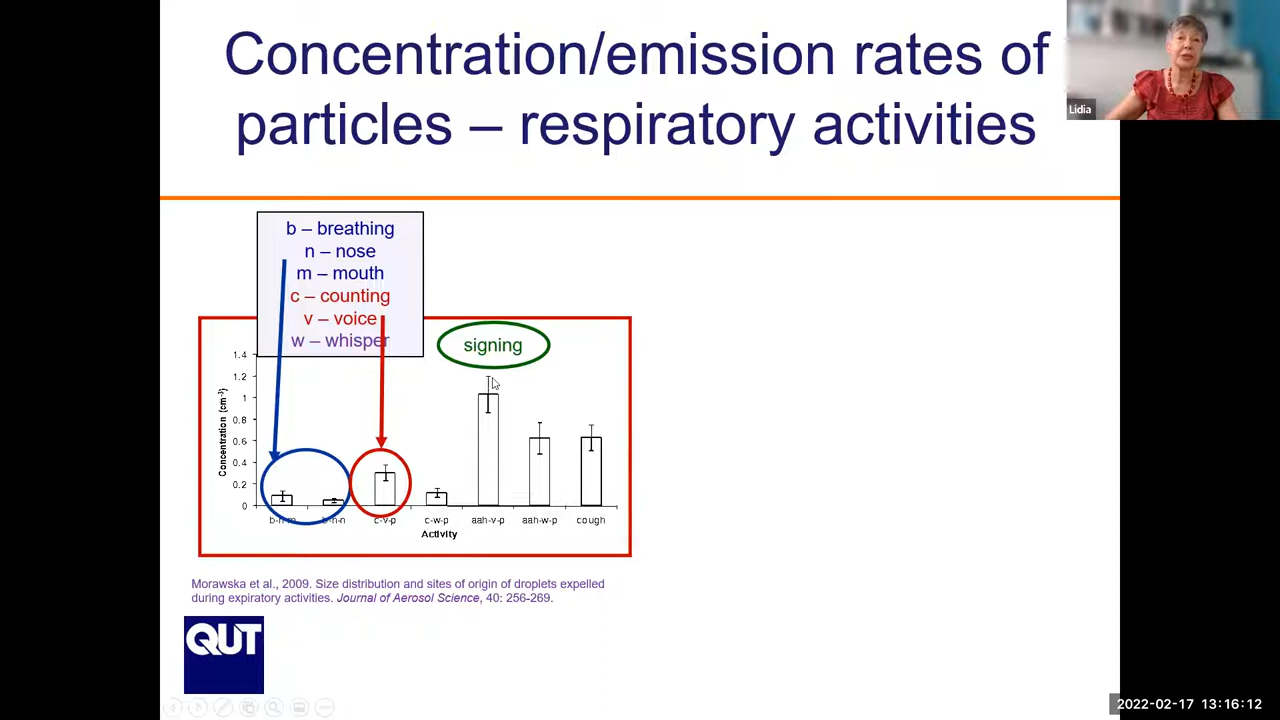 Concentration/emission rates of
particles – respiratory activities
Lidia
b – breathing
n – nose
m – mouth
c – counting
v – voice
w – whisper
signing
1.4
1.2
1
0.8
0.6
0.4
0.2
0
Concentration (cm-3)
b-n-m b-n-n c-v-p c-w-p aah-v-p aah-w-p cough
Activity
Morawska et al., 2009. Size distribution and sites of origin of droplets expelled
during expiratory activities. Journal of Aerosol Science, 40: 256-269.
QUT
2022-02-17 13:16:12